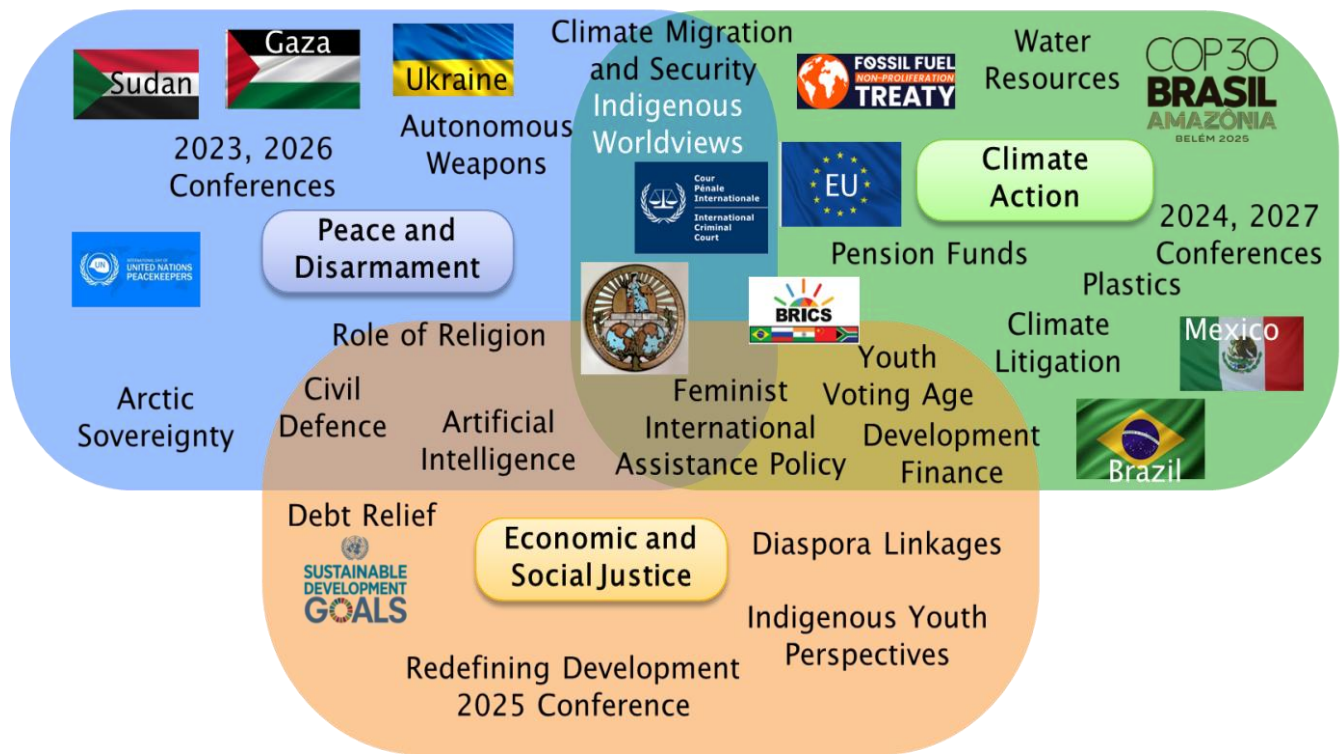 Sudan
Gaza
Ukraine
2023, 2026
Conferences
Autonomous
Weapons
UN
INTERNATIONAL DAY OF
UNITED NATIONS
PEACEKEEPERS
Peace and
Disarmament
Role of Religion
Arctic
Sovereignty
Civil
Defence
Artificial
Intelligence
Climate Migration
and Security
Indigenous
Worldviews
Cour
Pénale
Internationale
International
Criminal
Court
FOSSIL FUEL
NON-PROLIFERATION
TREATY
Water
Resources
COP30
BRASIL
AMAZÔNIA
BELÉM 2025
EU
Climate
Action
Pension Funds
2024, 2027
Conferences
Plastics
BRICS
Climate
Litigation
Mexico
Youth
Voting Age
Feminist
International
Assistance Policy
Development
Finance
Brazil
Debt Relief
SUSTAINABLE
DEVELOPMENT
GOALS
Economic and
Social Justice
Diaspora Linkages
Indigenous Youth
Perspectives
Redefining Development
2025 Conference